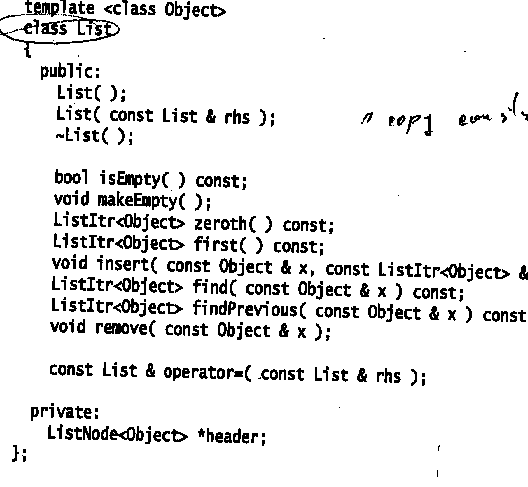 template <class Object>
class List
{
public:
List( );
List( const List & rhs ); // copy
~List( );
bool isEmpty( ) const;
void makeEmpty( );
ListItr<Object> zeroth( ) const;
ListItr<Object> first( ) const;
void insert( const Object & x, const ListItr<Object> &
ListItr<Object> find( const Object & x ) const;
ListItr<Object> findPrevious( const Object & x ) const
void remove( const Object & x );
const List & operator=( const List & rhs );
private:
ListNode<Object> *header;
};